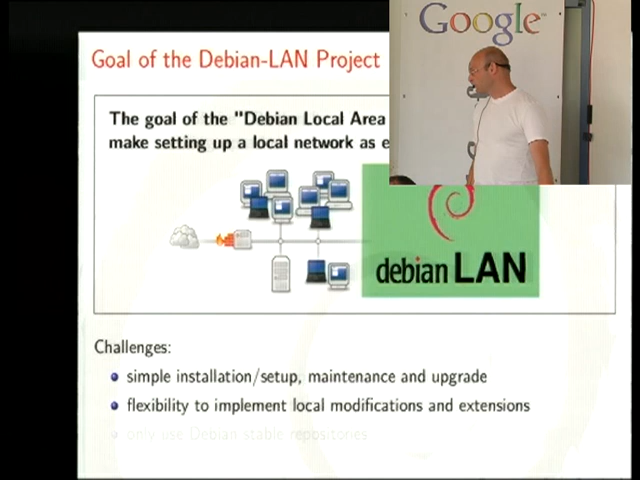 Google
Goal of the Debian-LAN Project
The goal of the "Debian Local Area
make setting up a local network as e
debian LAN
Challenges:
simple installation/setup, maintenance and upgrade
flexibility to implement local modifications and extensions
only use Debian stable repositories